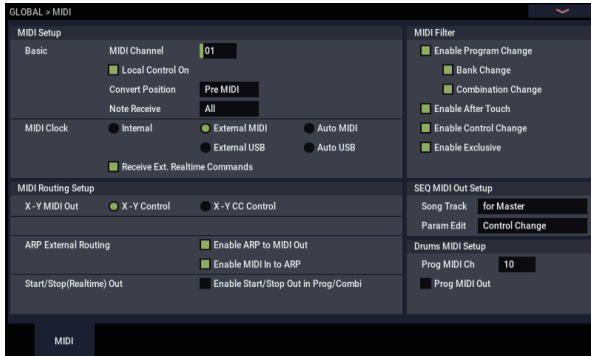 GLOBAL > MIDI
MIDI Setup
Basic
MIDI Channel
01
Local Control On
Convert Position
Pre MIDI
Note Receive
All
MIDI Clock
Internal
External MIDI
Auto MIDI
External USB
Auto USB
Receive Ext. Realtime Commands
MIDI Routing Setup
X-Y MIDI Out
X-Y Control
X-Y CC Control
ARP External Routing
Enable ARP to MIDI Out
Enable MIDI In to ARP
Start/Stop(Realtime) Out
Enable Start/Stop Out in Prog/Combi
MIDI Filter
Enable Program Change
Bank Change
Combination Change
Enable After Touch
Enable Control Change
Enable Exclusive
SEQ MIDI Out Setup
Song Track
for Master
Param Edit
Control Change
Drums MIDI Setup
Prog MIDI Ch
10
Prog MIDI Out
MIDI